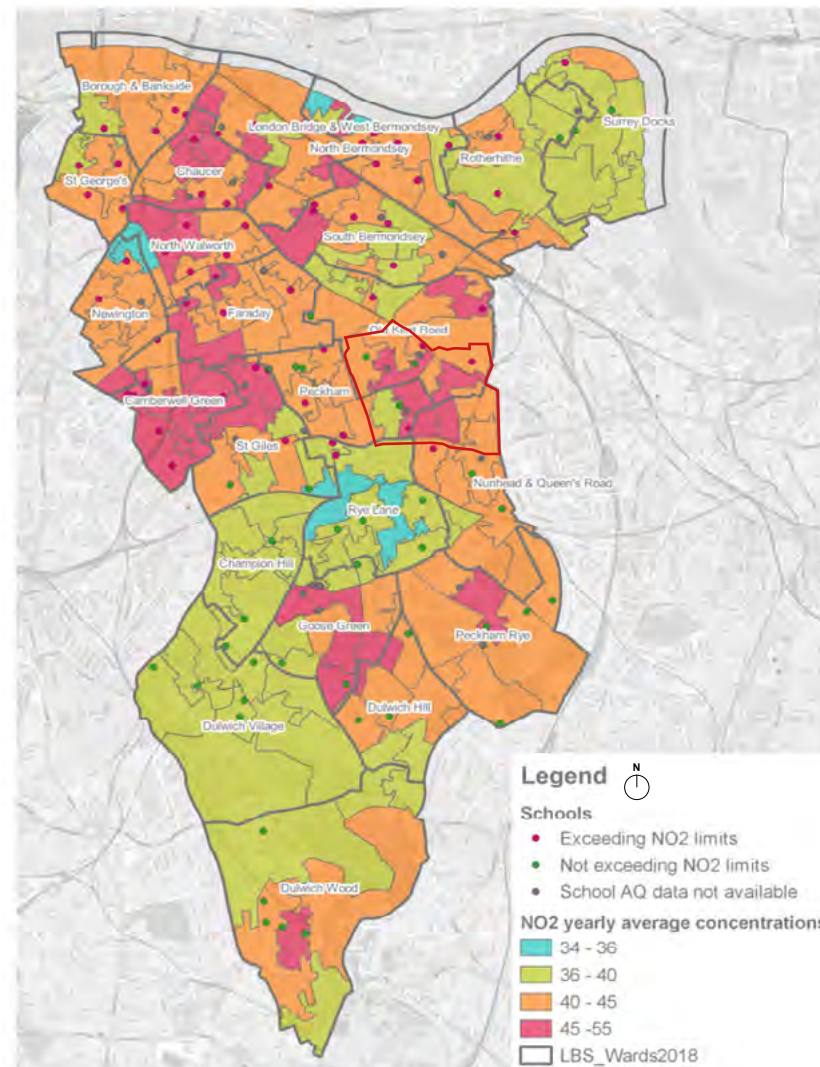 Borough & Bankside
London Bridge & West Bermondsey
Surrey Docks
North Bermondsey
Rotherhithe
Chaucer
St George's
South Bermondsey
North Walworth
Newington
Faraday
Old Kent Road
Peckham
Camberwell Green
St Giles
Nunhead & Queen's Road
Rye Lane
Champion Hill
Goose Green
Peckham Rye
Dulwich Hill
Dulwich Village
Dulwich Wood
Legend
N
Schools
Exceeding NO2 limits
Not exceeding NO2 limits
School AQ data not available
NO2 yearly average concentrations
34 - 36
36 - 40
40 - 45
45 -55
LBS_Wards2018